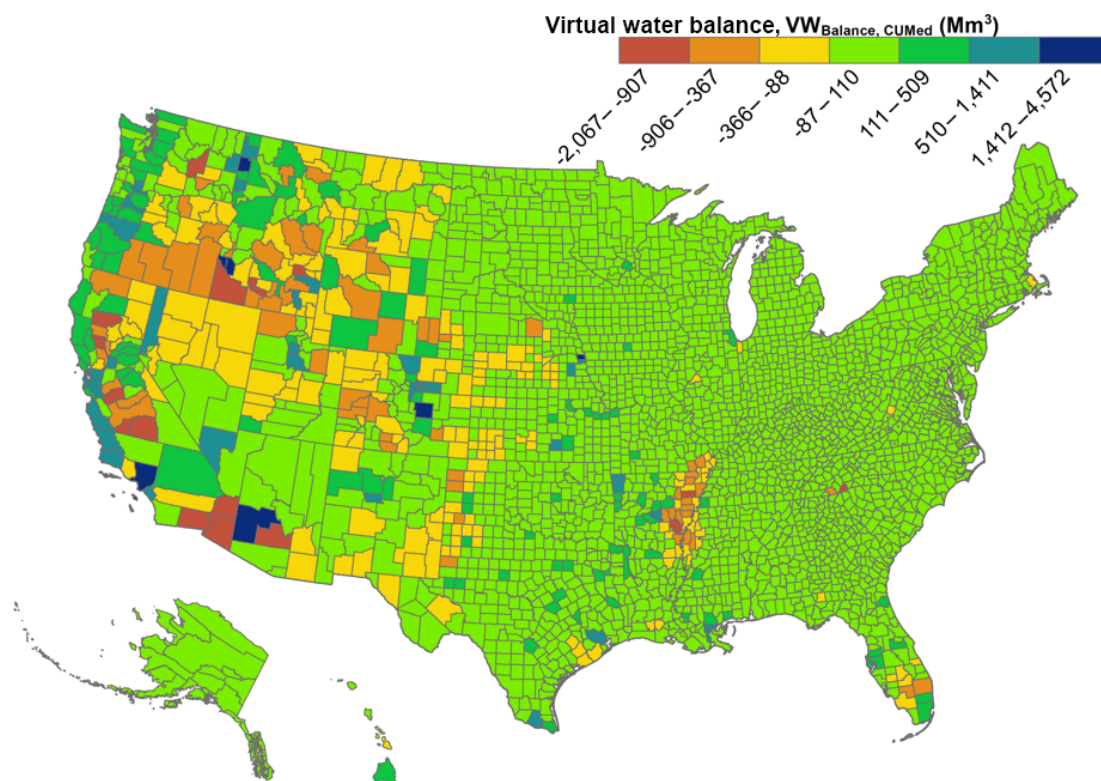 Virtual water balance, VWBalance, CUMed (Mm³)
-2,067– -907
-906 – -367
-366– -88
-87 – 110
111 – 509
510 – 1,411
1,412 –4,572